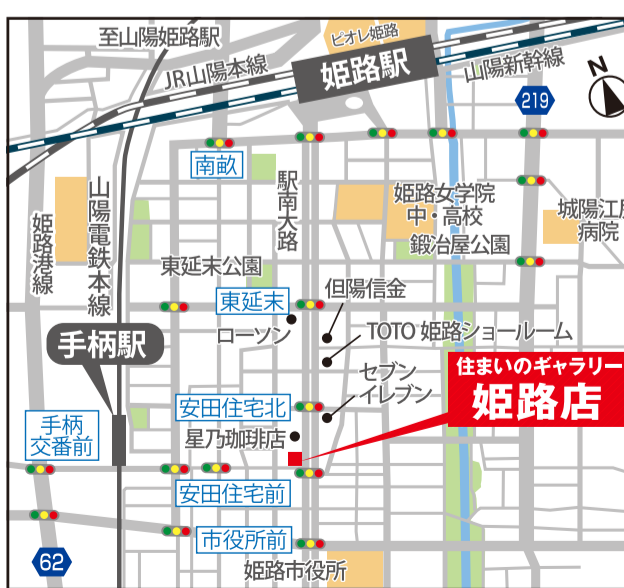 至山陽姫路駅
ピオレ姫路
JR山陽本線
姫路駅
山陽新幹線
N
219
南畝
駅南大路
姫路女学院
中・高校
城陽江尻
病院
山陽電鉄本線
姫路港線
鍛冶屋公園
東延末公園
東延末
但陽信金
ローソン
TOTO 姫路ショールーム
手柄駅
セブン
イレブン
住まいのギャラリー
姫路店
安田住宅北
手柄
交番前
星乃珈琲店
安田住宅前
市役所前
62
姫路市役所